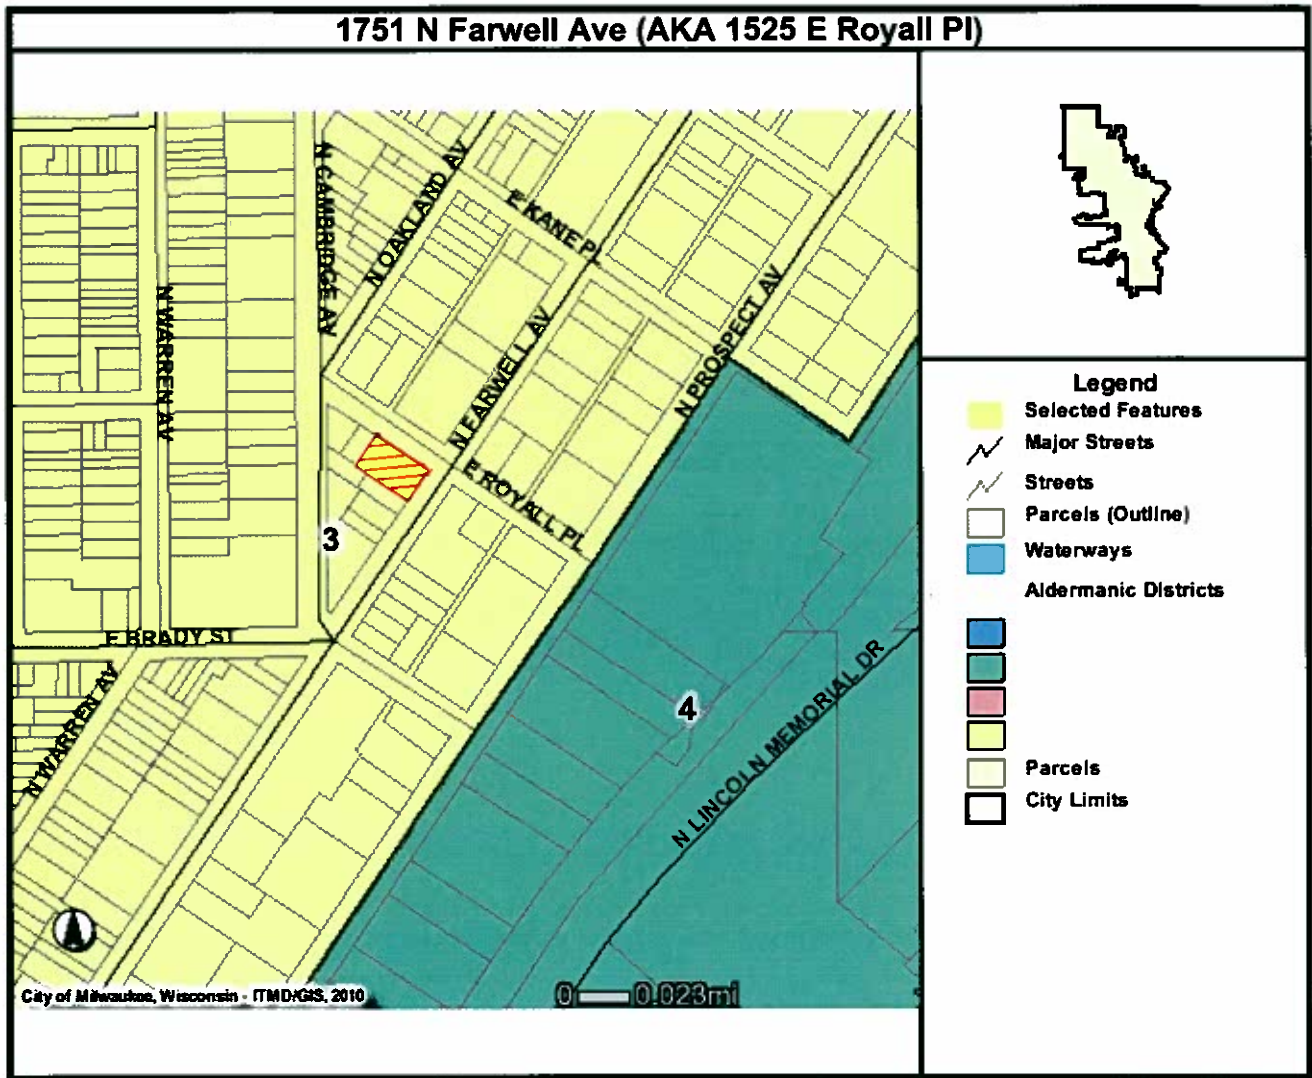 1751 N Farwell Ave (AKA 1525 E Royall Pl)
N CAMBRIDGE AV
N OAKLAND AV
E KANE PL
N WARREN AV
N FARWELL AV
N PROSPECT AV
E ROYALL PL
3
E BRADY ST
N WARREN AV
4
N LINCOLN MEMORIAL DR
City of Milwaukee, Wisconsin - ITMD/GIS, 2010
0 0.023mi
Legend
Selected Features
Major Streets
Streets
Parcels (Outline)
Waterways
Aldermanic Districts
Parcels
City Limits